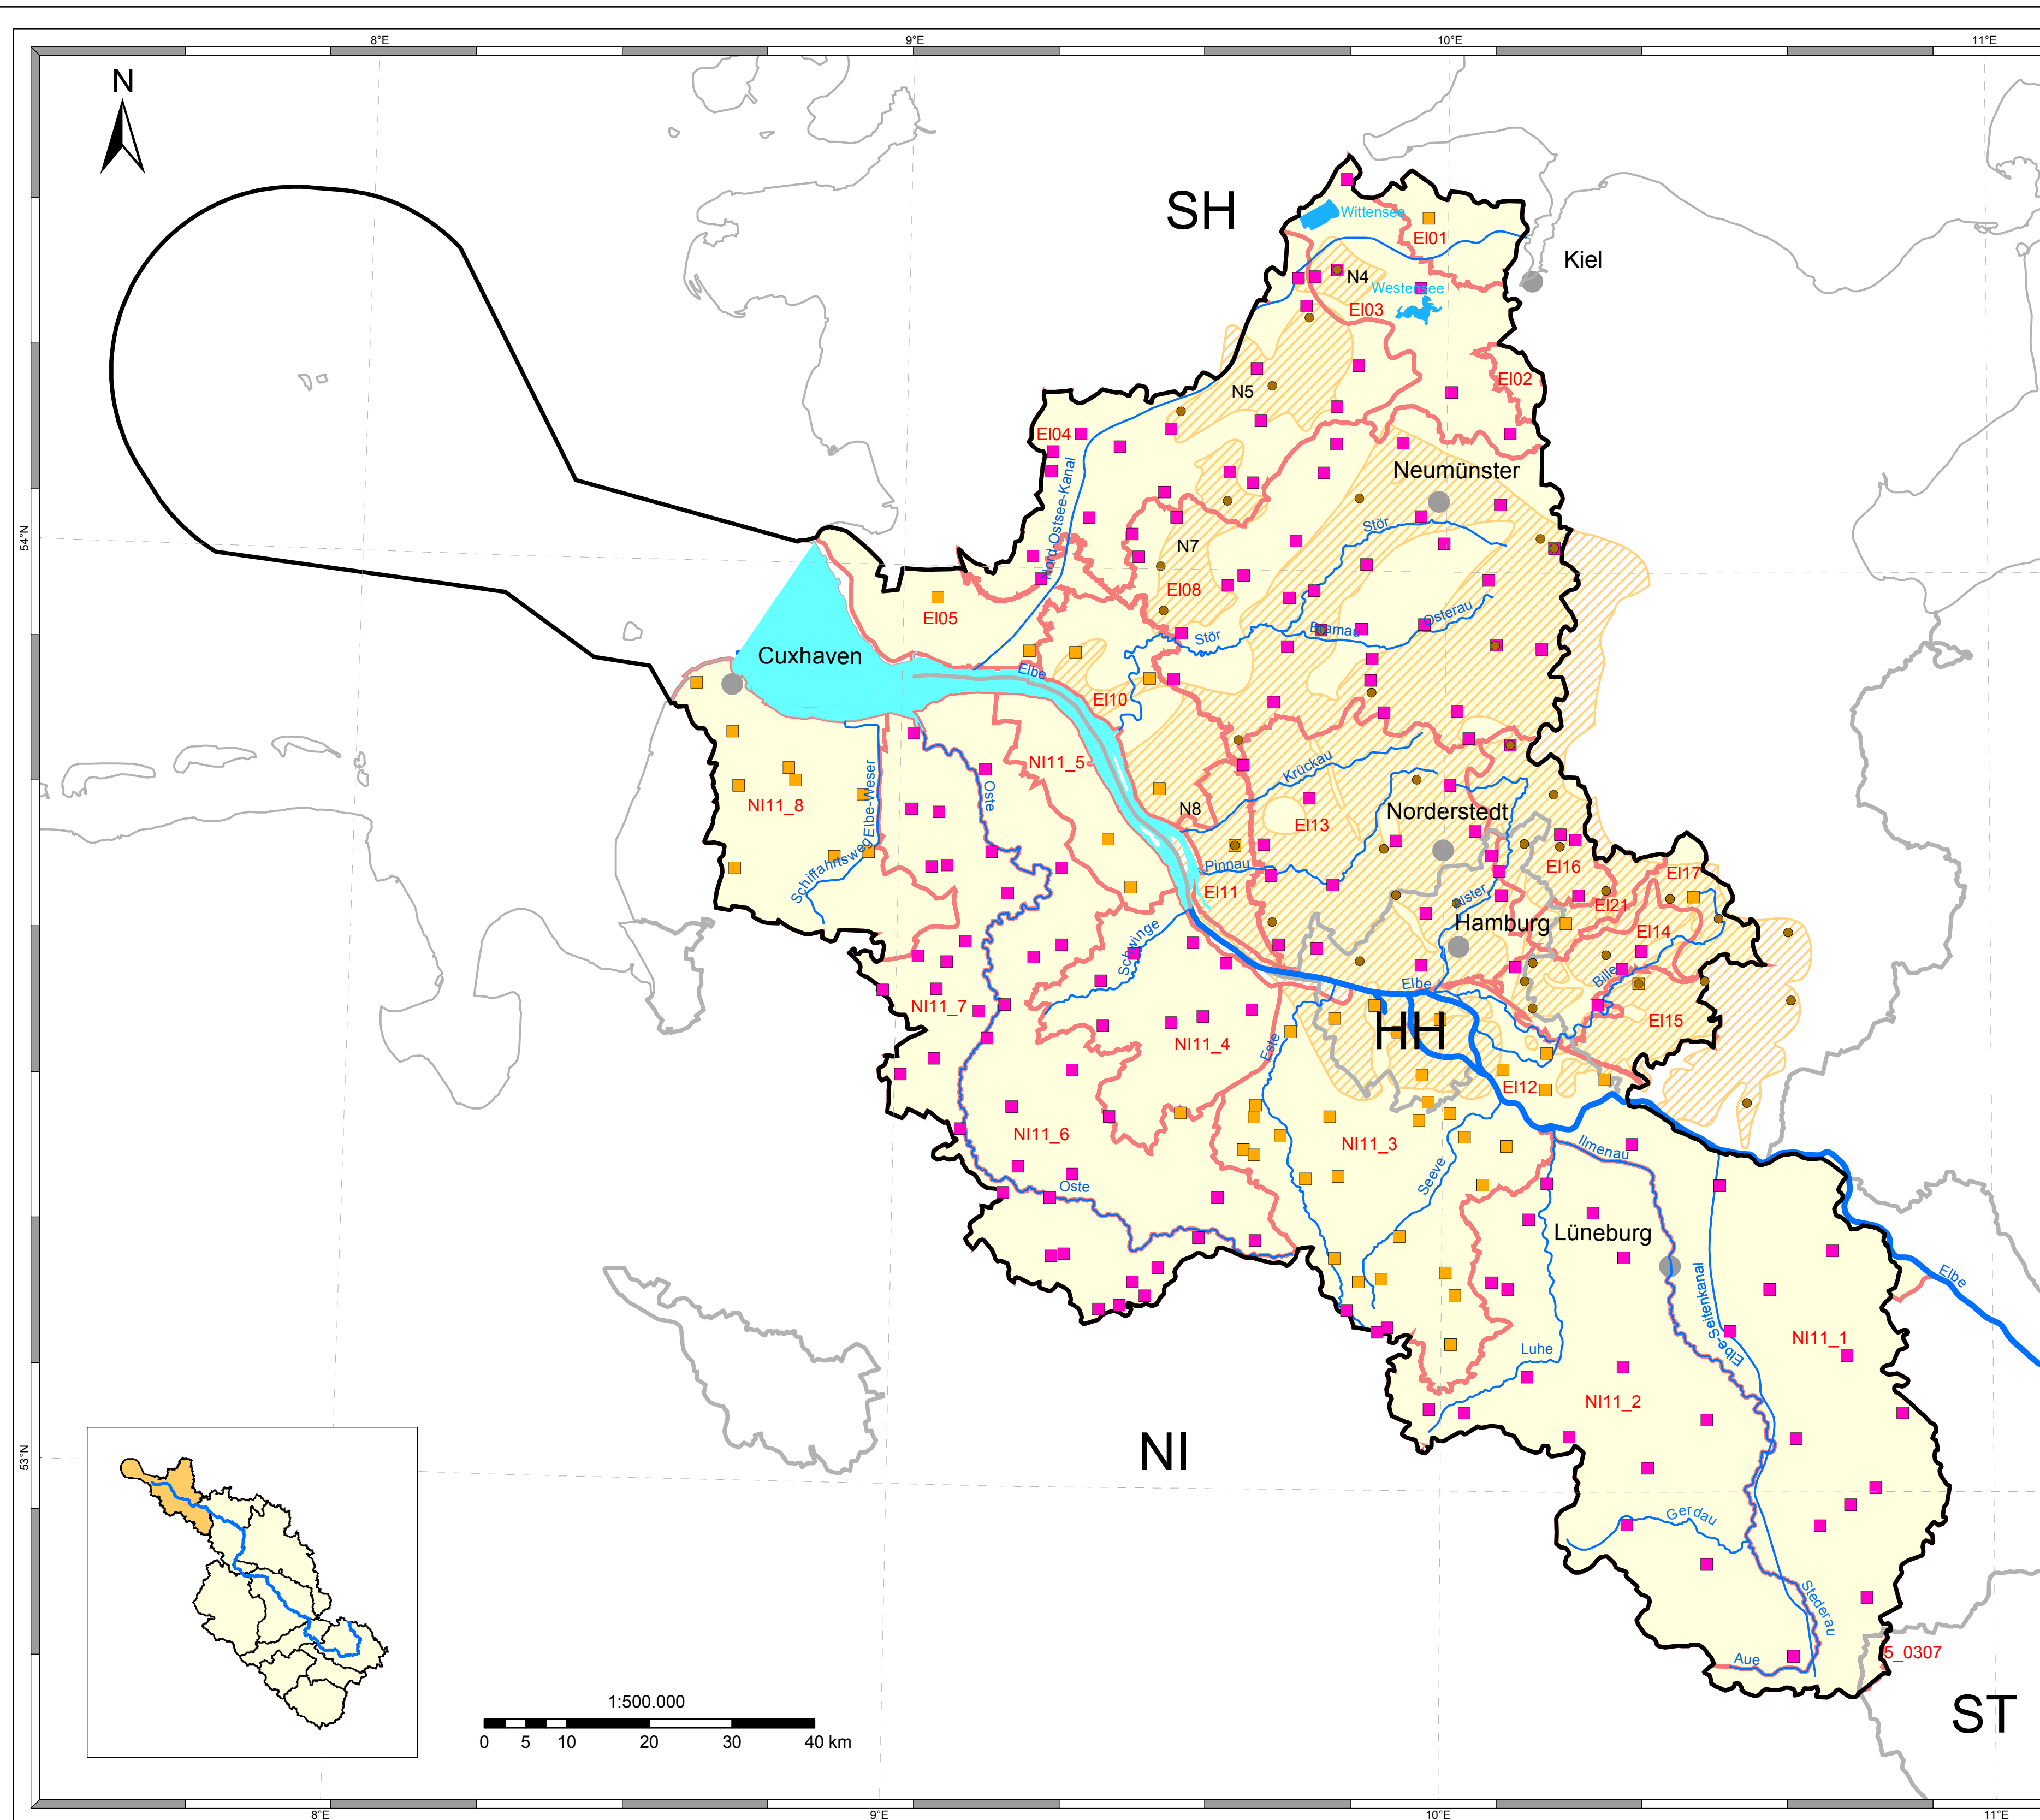 8°E
9°E
10°E
11°E
N
SH
Wittensee
EI01
Kiel
N4
Westensee
EI03
EI02
N5
EI04
Neumünster
Nord-Ostsee-Kanal
Stör
54°N
N7
EI08
EI05
Osterau
Bramau
Stör
Cuxhaven
Elbe
EI10
NI11_5
Krückau
Oste
Elbe-Weser
NI11_8
N8
Norderstedt
EI13
Schiffahrtsweg
Pinnau
EI16
EI17
EI11
Alster
EI21
Hamburg
EI14
Schwinge
Bille
Elbe
NI11_7
EI15
HH
NI11_4
Este
EI12
NI11_6
NI11_3
Ilmenau
Seeve
Oste
Lüneburg
Elbe
Elbe-Seitenkanal
NI11_1
Luhe
NI11_2
NI
53°N
Gerdau
Stederau
Aue
5_0307
1:500.000
ST
0 5 10 20 30 40 km
8°E
9°E
10°E
11°E